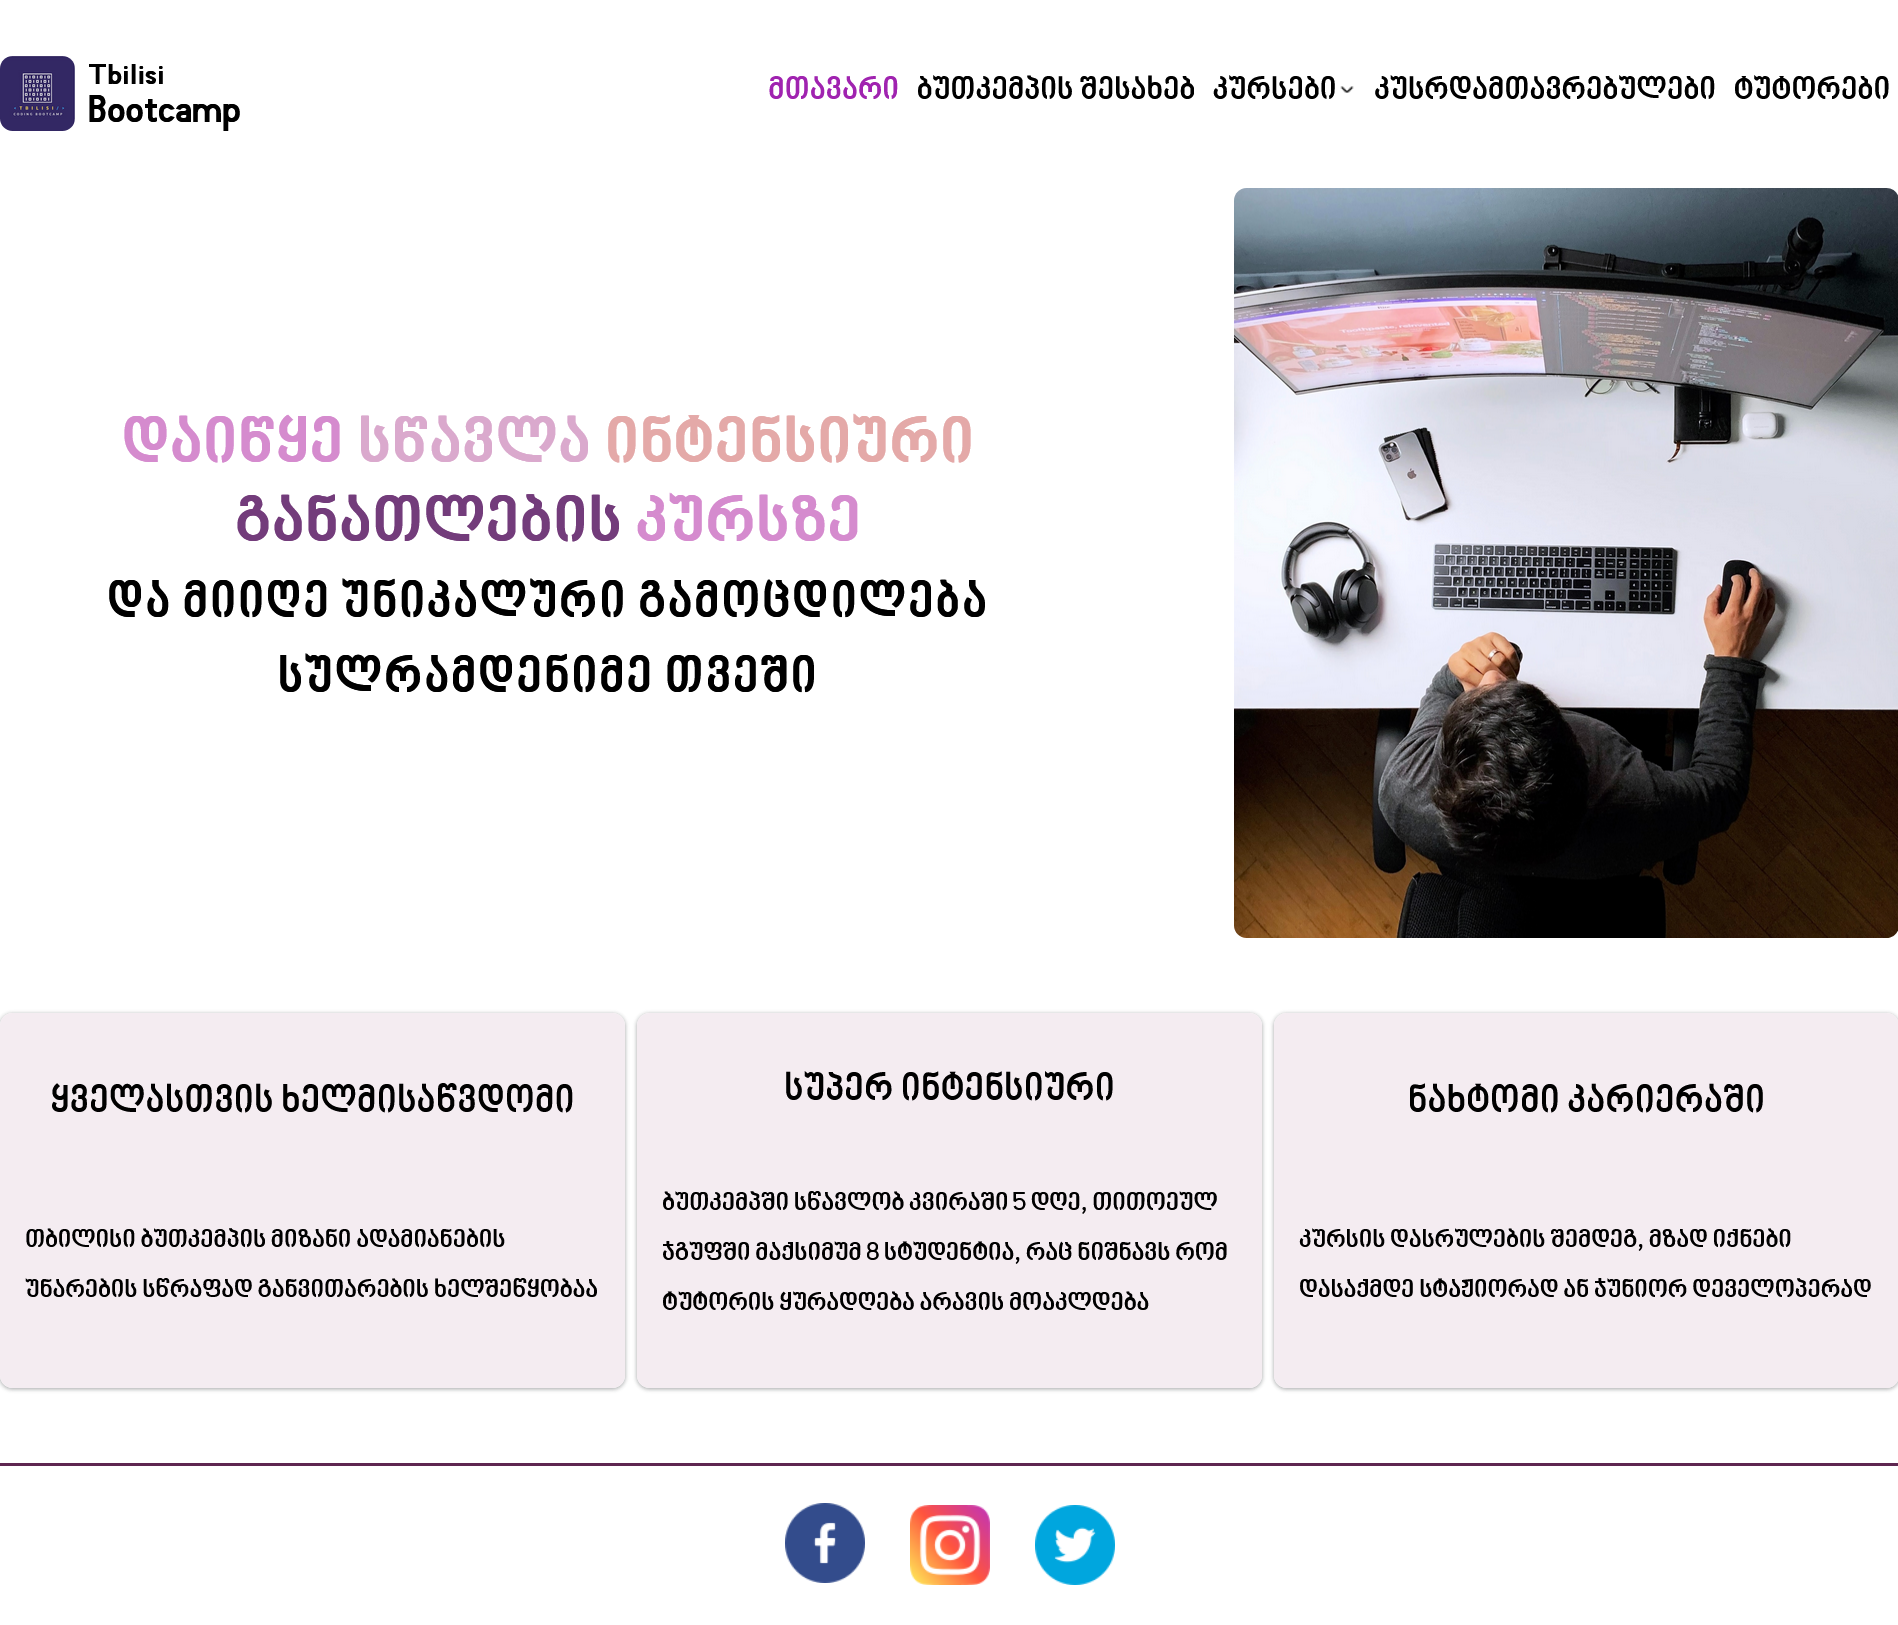 Tbilisi
Bootcamp
TBILISI
CODING BOOTCAMP
მთავარი ბუთკემპის შესახებ კურსები კუსრდამთავრებულები ტუტორები
დაიწყე სწავლა ინტენსიური
განათლების კურსზე
და მიიღე უნიკალური გამოცდილება
სულრამდენიმე თვეში
ყველასთვის ხელმისაწვდომი
თბილისი ბუთკემპის მიზანი ადამიანების
უნარების სწრაფად განვითარების ხელშეწყობაა
სუპერ ინტენსიური
ბუთკემპში სწავლობ კვირაში 5 დღე, თითოეულ
ჯგუფში მაქსიმუმ 8 სტუდენტია, რაც ნიშნავს რომ
ტუტორის ყურადღება არავის მოაკლდება
ნახტომი კარიერაში
კურსის დასრულების შემდეგ, მზად იქნები
დასაქმდე სტაჟიორად ან ჯუნიორ დეველოპერად